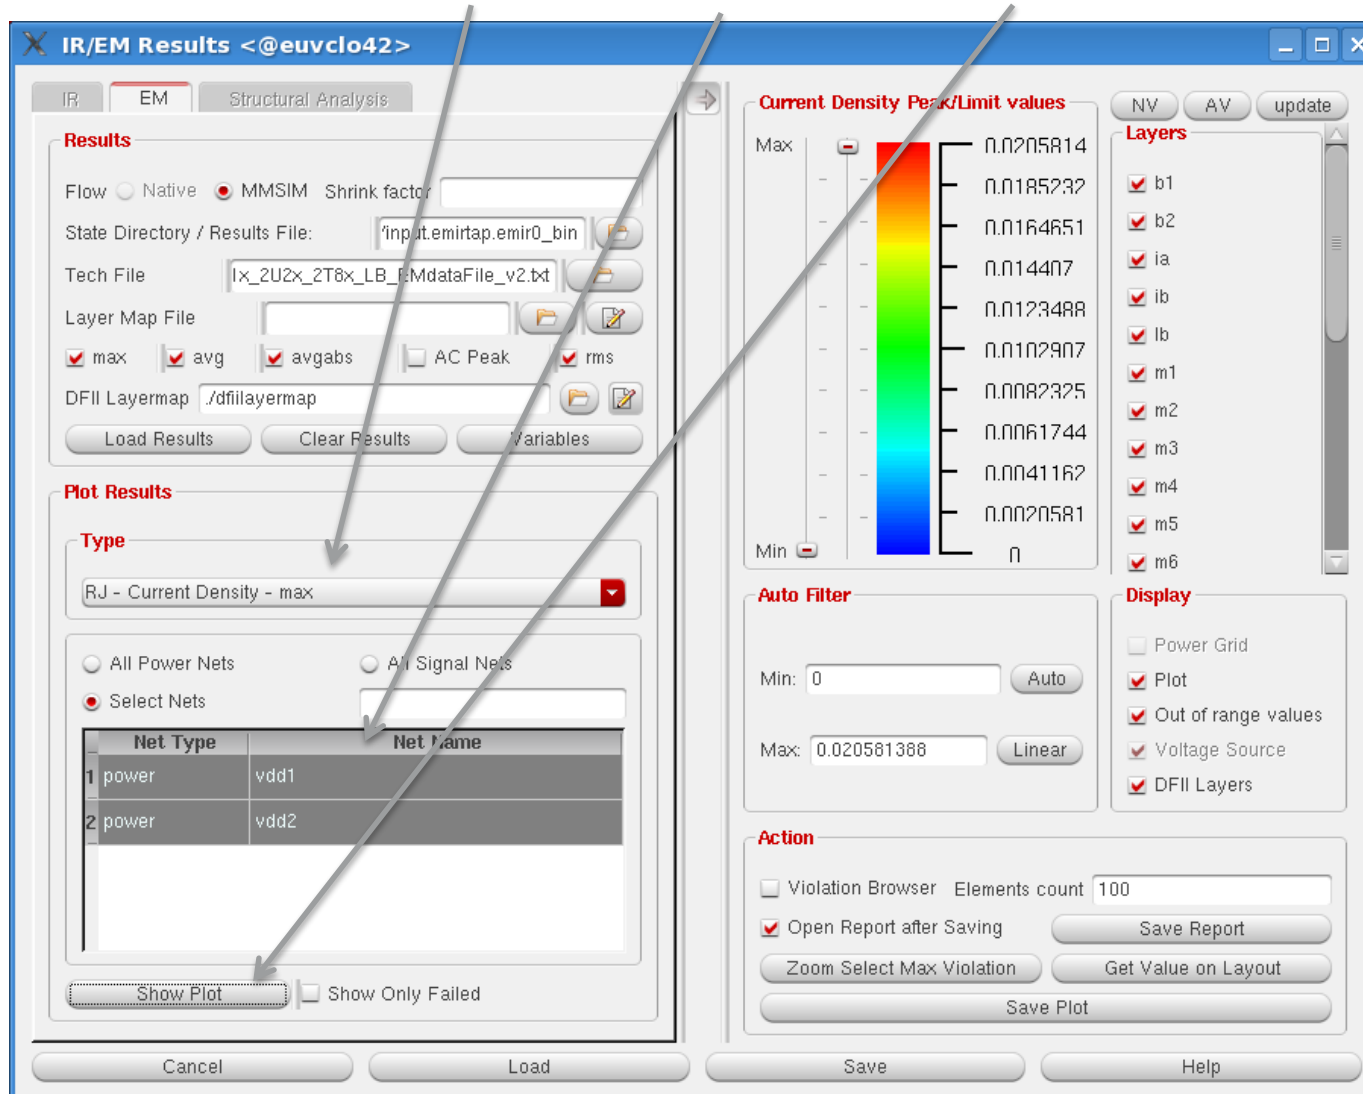 IR/EM Results <@euvclo42>
IR EM Structural Analysis
Results
Flow Native MMSIM Shrink factor
State Directory / Results File: /input.emirtap.emir0_bin
Tech File 1x_2U2x_2T8x_LB_EMdataFile_v2.txt
Layer Map File
max avg avgabs AC Peak rms
DFII Layermap ./dfiilayermap
Load Results Clear Results Variables
Plot Results
Type
RJ - Current Density - max
All Power Nets All Signal Nets
Select Nets
Net Type Net Name
1 power vdd1
2 power vdd2
Show Plot Show Only Failed
Current Density Peak/Limit values
Max
0.0205814
0.0185232
0.0164651
0.014407
0.0123488
0.0102907
0.0082325
0.0061744
0.0041162
0.0020581
Min 0
NV AV update
Layers
b1
b2
ia
ib
lb
m1
m2
m3
m4
m5
m6
Auto Filter
Min: 0 Auto
Max: 0.020581388 Linear
Display
Power Grid
Plot
Out of range values
Voltage Source
DFII Layers
Action
Violation Browser Elements count 100
Open Report after Saving Save Report
Zoom Select Max Violation Get Value on Layout
Save Plot
Cancel Load Save Help